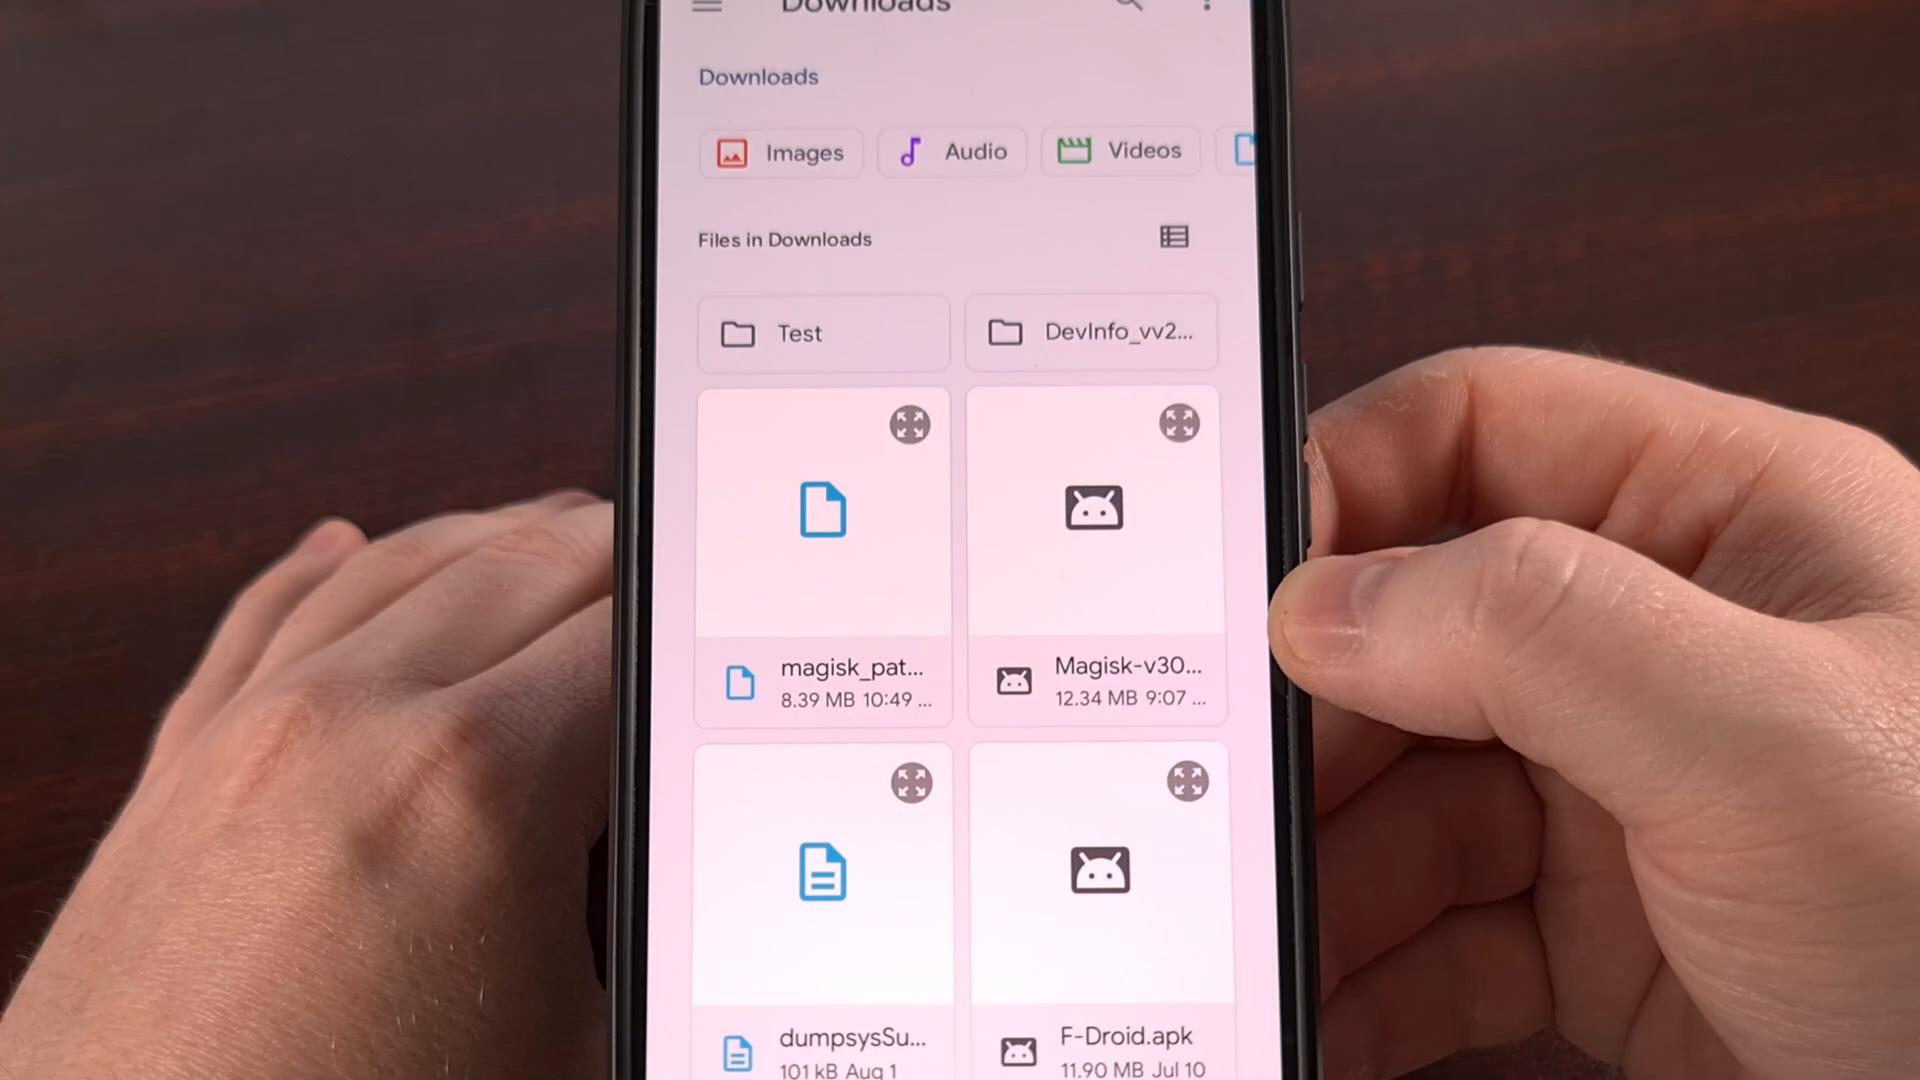 Downloads
Downloads
Images
Audio
Videos
Files in Downloads
Test
DevInfo_vv2...
magisk_pat...
8.39 MB 10:49 ...
Magisk-v30...
12.34 MB 9:07 ...
dumpsysSu...
101 kB Aug 1
F-Droid.apk
11.90 MB Jul 10